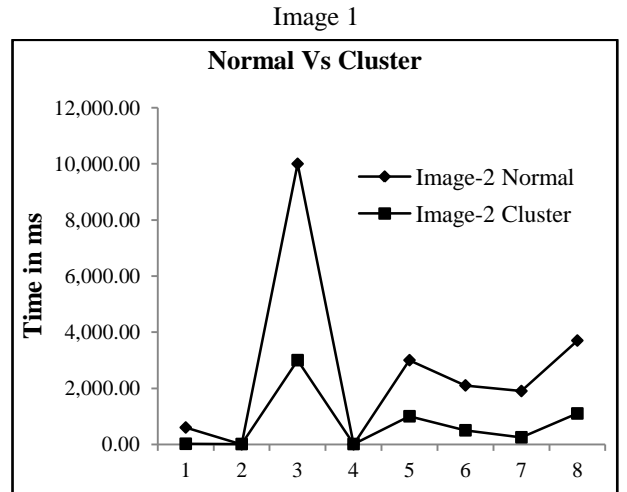 Image 1
Normal Vs Cluster
12,000.00
10,000.00
8,000.00
6,000.00
4,000.00
2,000.00
0.00
Time in ms
Image-2 Normal
Image-2 Cluster
1 2 3 4 5 6 7 8